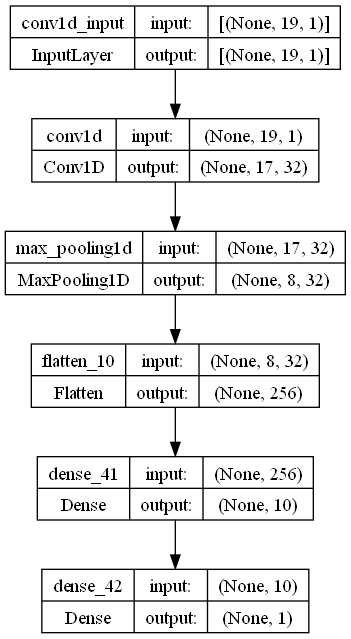 conv1d_input input: [(None, 19, 1)]
InputLayer output: [(None, 19, 1)]
conv1d input: (None, 19, 1)
Conv1D output: (None, 17, 32)
max_pooling1d input: (None, 17, 32)
MaxPooling1D output: (None, 8, 32)
flatten_10 input: (None, 8, 32)
Flatten output: (None, 256)
dense_41 input: (None, 256)
Dense output: (None, 10)
dense_42 input: (None, 10)
Dense output: (None, 1)